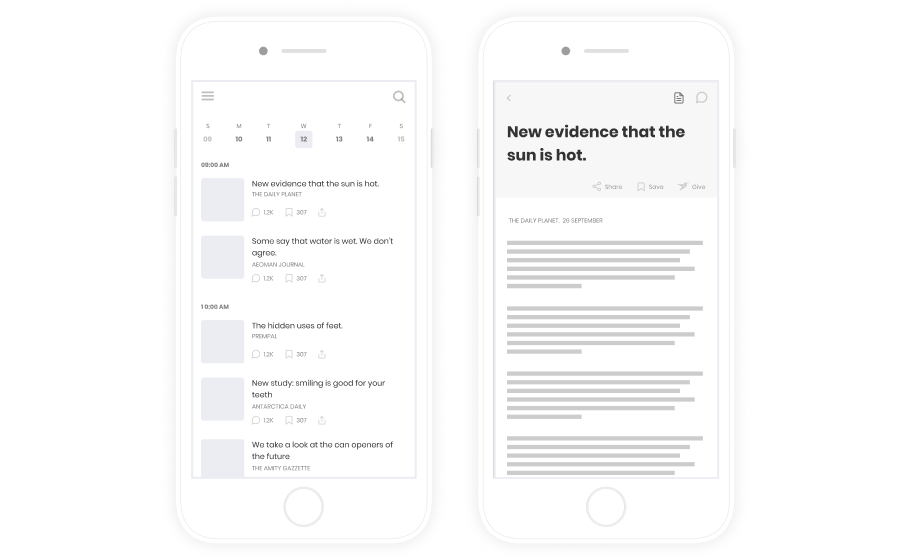 S M T W T F S
09 10 11 12 13 14 15
09:00 AM
New evidence that the sun is hot.
THE DAILY PLANET
1.2K 307
Some say that water is wet. We don't
agree.
AEOMAN JOURNAL
1.2K 307
10:00 AM
The hidden uses of feet.
PREMPAL
1.2K 307
New study: smiling is good for your
teeth
ANTARCTICA DAILY
1.2K 307
We take a look at the can openers of
the future
THE AMITY GAZZETTE
New evidence that the
sun is hot.
Share Save Give
THE DAILY PLANET. 26 SEPTEMBER